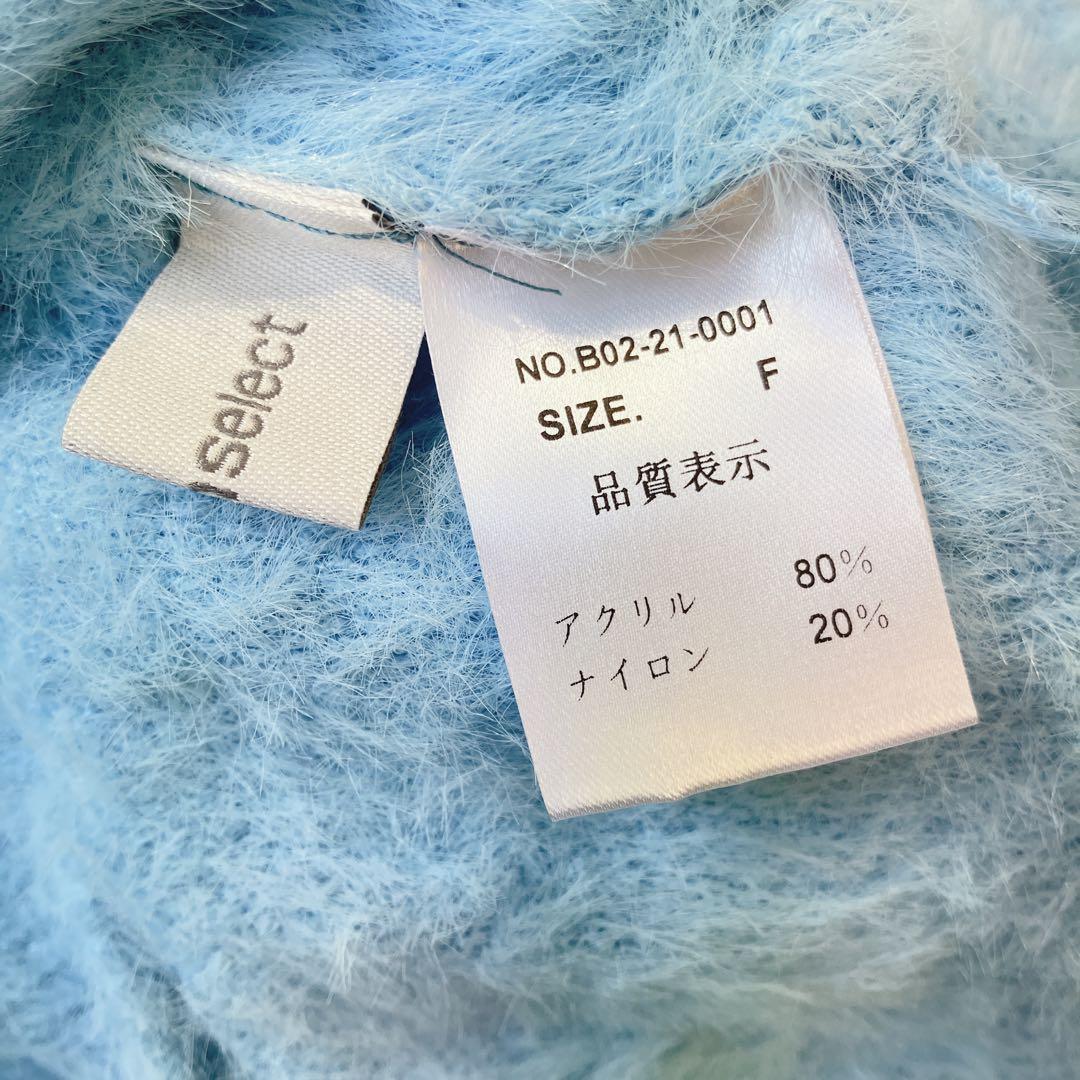 select
NO.B02-21-0001
SIZE. F
品質表示
アクリル 80%
ナイロン 20%